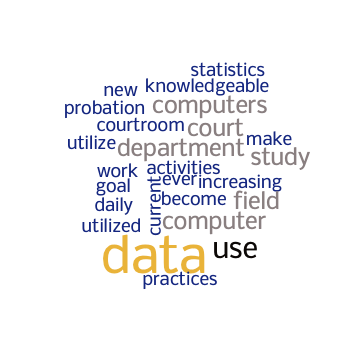 statistics
new knowledgeable
probation computers
courtroom court
utilize department make
study
work activities
goal ever increasing
daily current become field
utilized computer
data use
practices